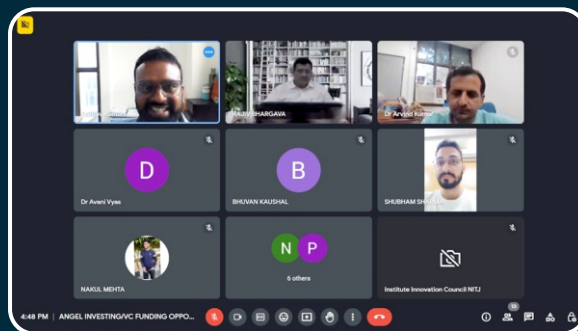 RAJIV BHARGAVA
Dr Arvind Kumar
D
Dr Avani Vyas
B
BHUVAN KAUSHAL
SHUBHAM
NAKUL MEHTA
N P
6 others
Institute Innovation Council NITJ
4:48 PM | ANGEL INVESTING/VC FUNDING OPPO...
13